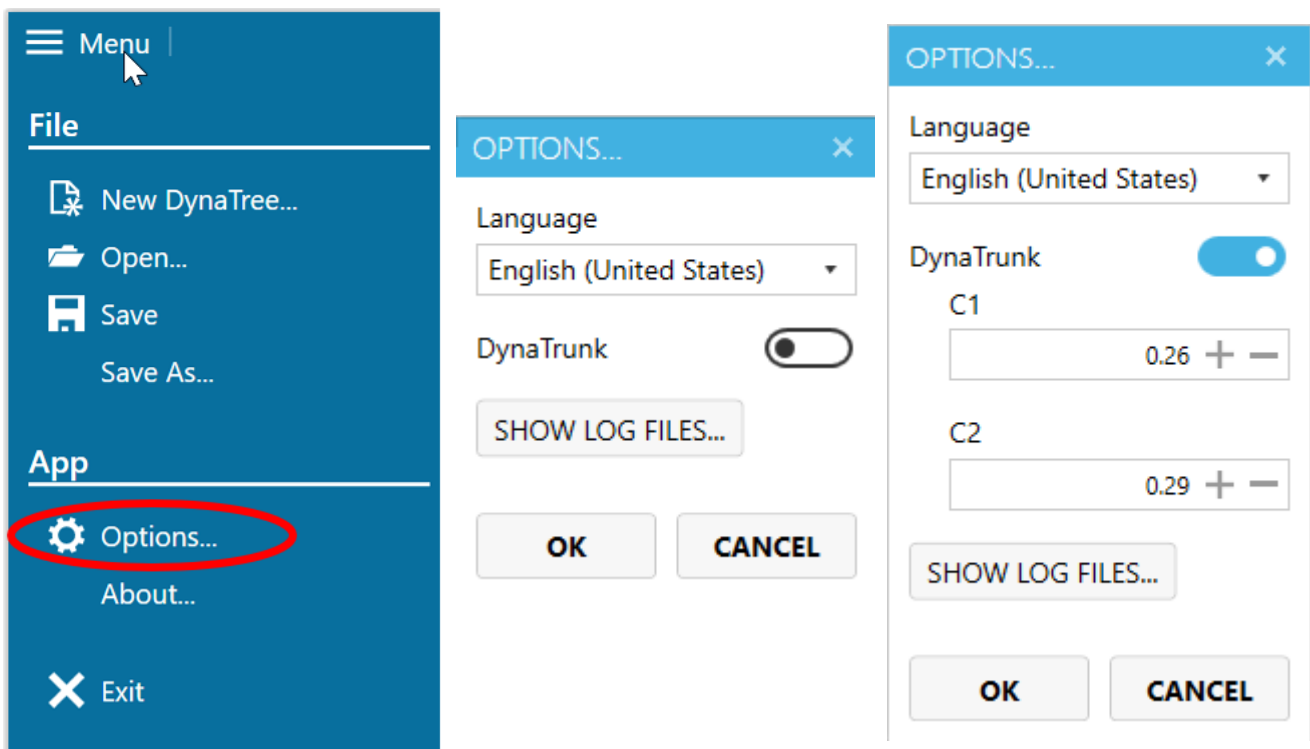 Menu
File
New DynaTree...
Open...
Save
Save As...
App
Options...
About...
Exit
OPTIONS...
Language
English (United States)
DynaTrunk
SHOW LOG FILES...
OK
CANCEL
OPTIONS...
Language
English (United States)
DynaTrunk
C1
0.26
C2
0.29
SHOW LOG FILES...
OK
CANCEL